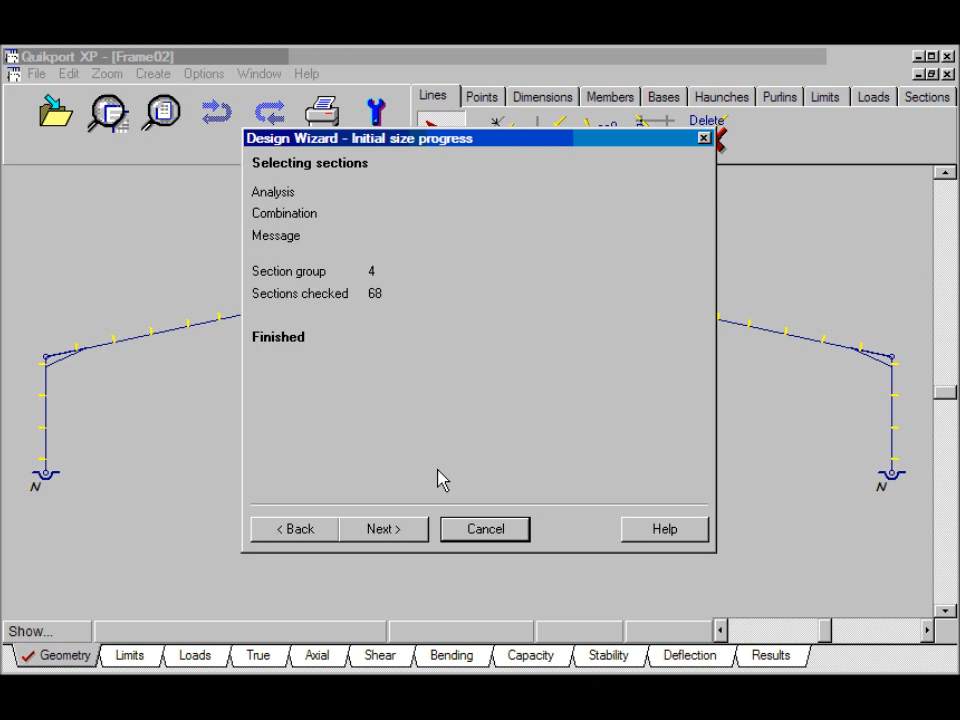 Quikport XP - [Frame02]
File Edit Zoom Create Options Window Help
Lines Points Dimensions Members Bases Haunches Purlins Limits Loads Sections
Delete
Design Wizard - Initial size progress
Selecting sections
Analysis
Combination
Message
Section group 4
Sections checked 68
Finished
N N
< Back Next > Cancel Help
Show...
Geometry Limits Loads True Axial Shear Bending Capacity Stability Deflection Results